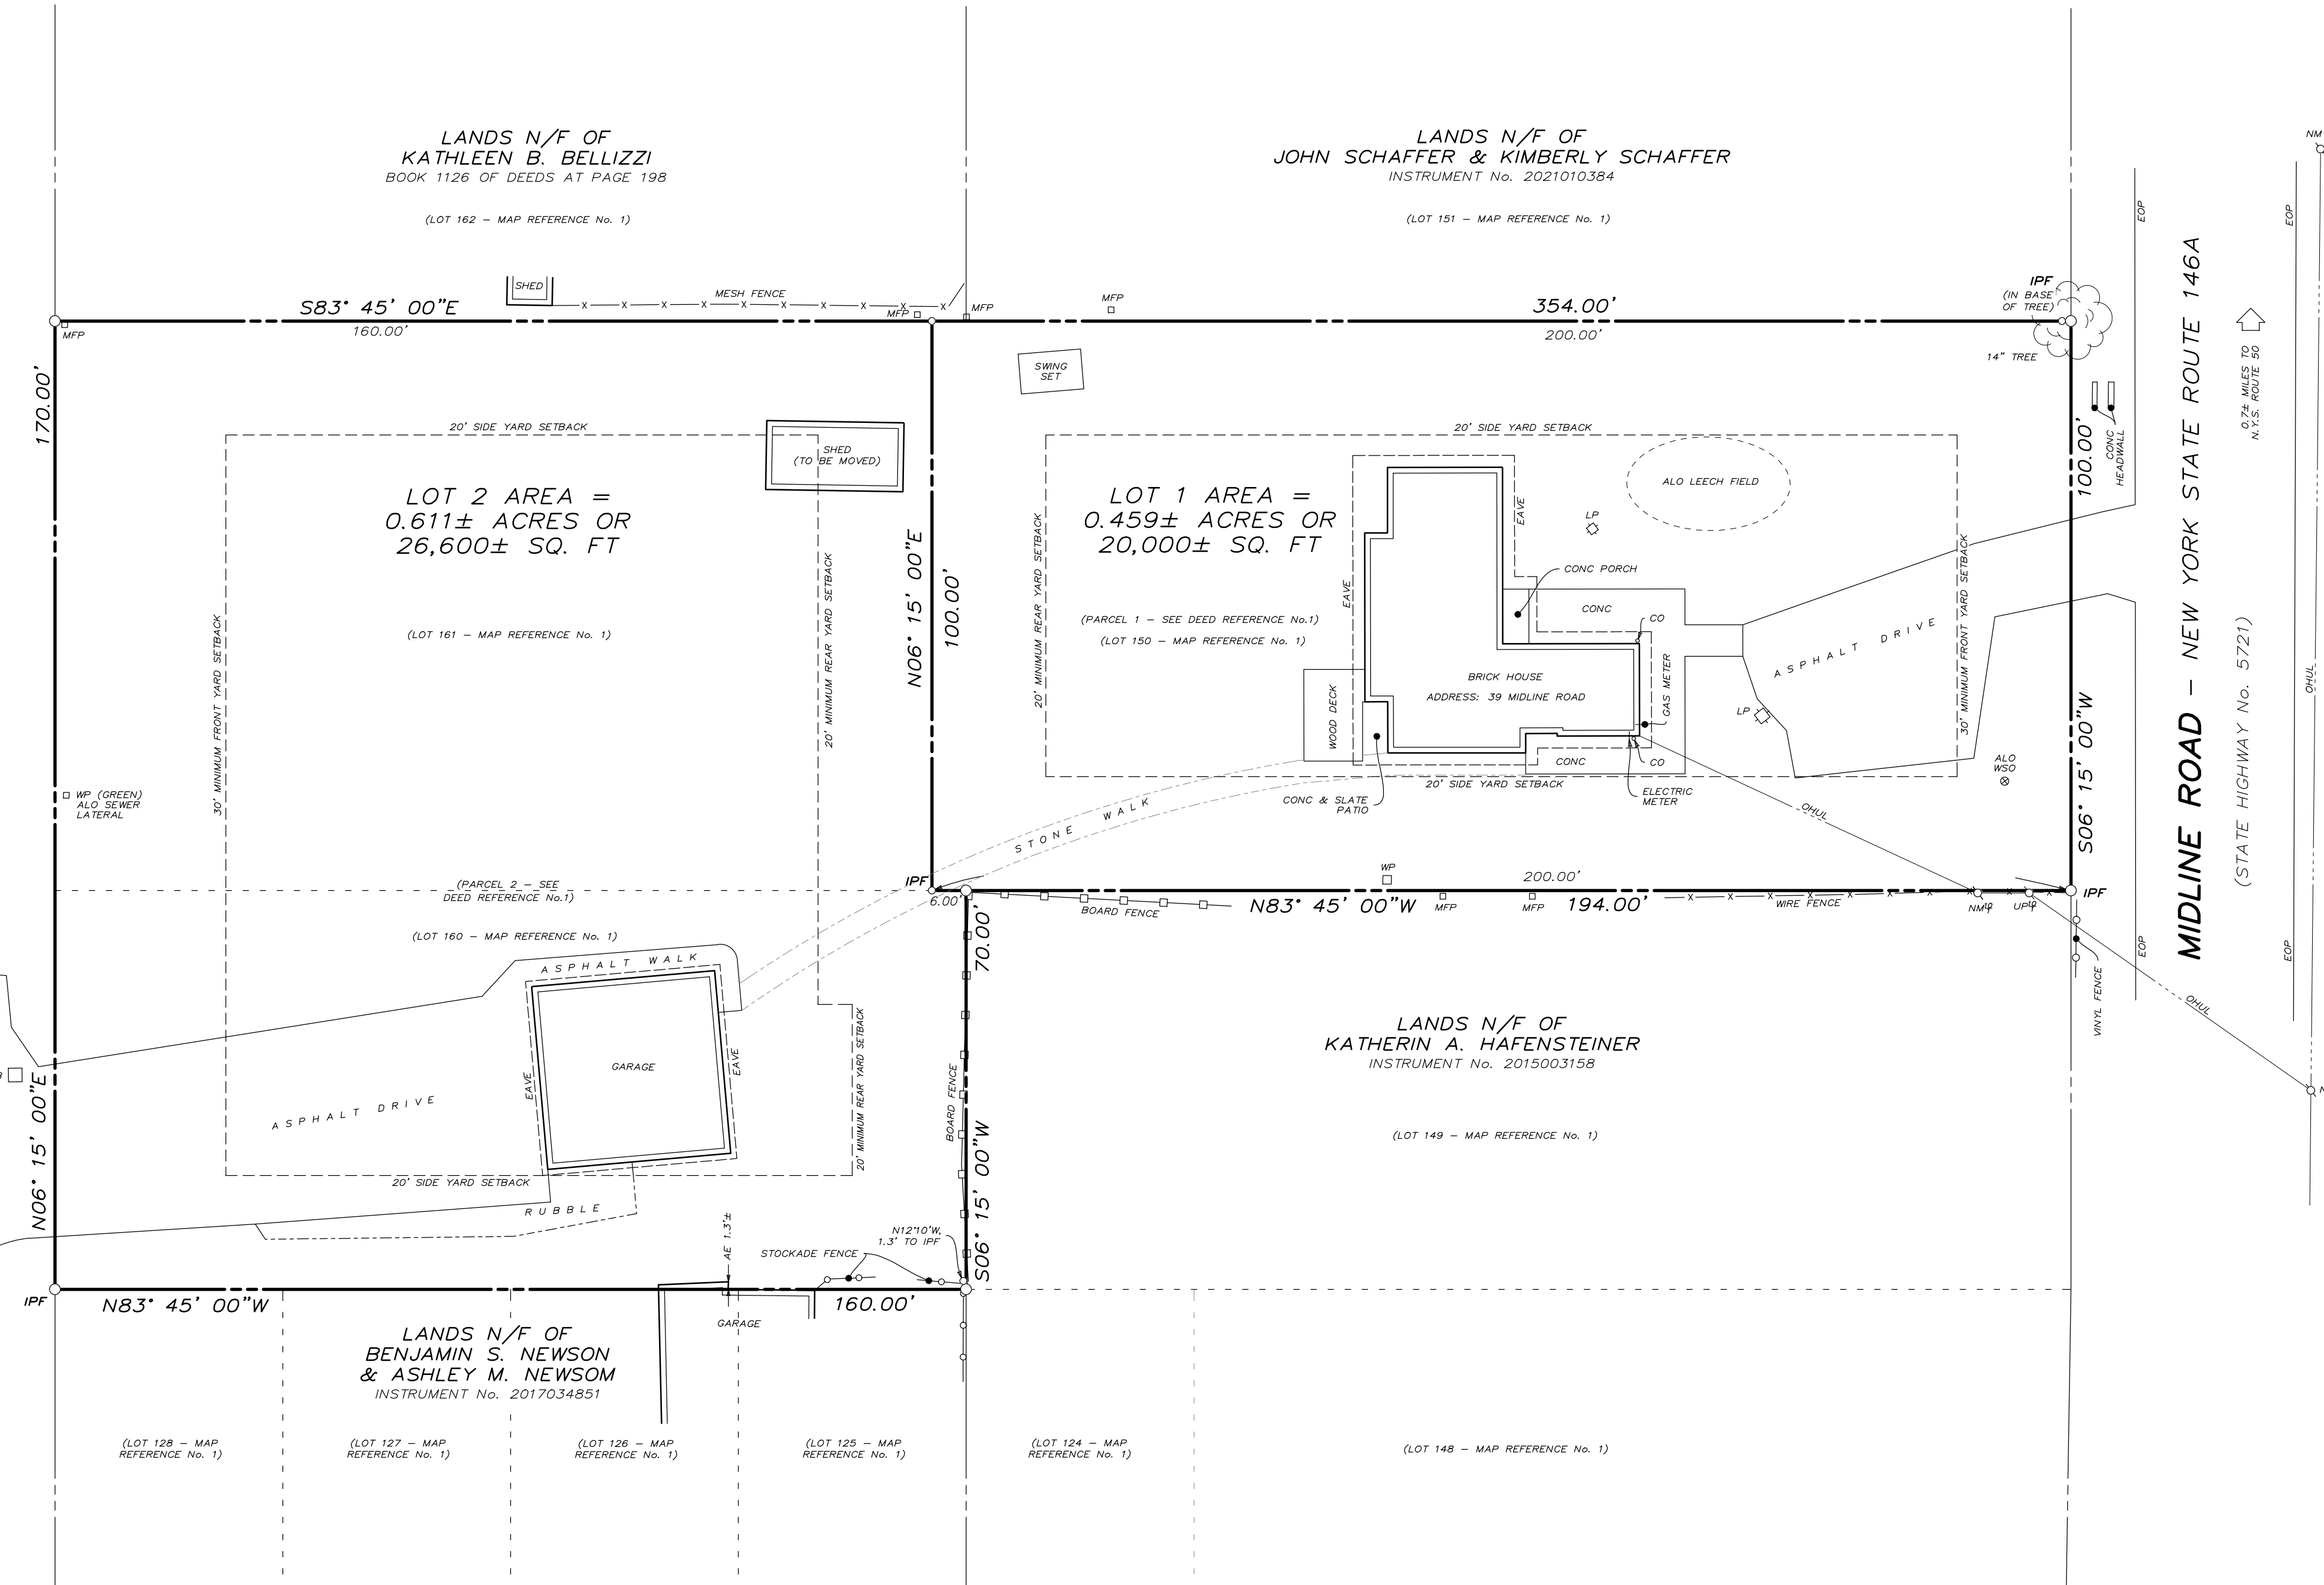 LANDS N/F OF
KATHLEEN B. BELLIZZI
BOOK 1126 OF DEEDS AT PAGE 198
(LOT 162 – MAP REFERENCE No. 1)
LANDS N/F OF
JOHN SCHAFFER & KIMBERLY SCHAFFER
INSTRUMENT No. 2021010384
(LOT 151 – MAP REFERENCE No. 1)
NM
EOP
EOP
SHED
MESH FENCE
S83° 45' 00"E
160.00'
MFP
MFP
MFP
MFP
354.00'
200.00'
IPF
(IN BASE
OF TREE)
14" TREE
170.00'
SWING
SET
CONC
HEADWALL
100.00'
0.7± MILES TO
N.Y.S. ROUTE 50
20' SIDE YARD SETBACK
SHED
(TO BE MOVED)
20' SIDE YARD SETBACK
LOT 2 AREA =
0.611± ACRES OR
26,600± SQ. FT
LOT 1 AREA =
0.459± ACRES OR
20,000± SQ. FT
ALO LEECH FIELD
LP
EAVE
EAVE
CONC PORCH
CONC
CO
(LOT 161 – MAP REFERENCE No. 1)
(PARCEL 1 – SEE DEED REFERENCE No.1)
(LOT 150 – MAP REFERENCE No. 1)
30' MINIMUM FRONT YARD SETBACK
20' MINIMUM REAR YARD SETBACK
N06° 15' 00"E
100.00'
20' MINIMUM REAR YARD SETBACK
BRICK HOUSE
ADDRESS: 39 MIDLINE ROAD
GAS METER
ASPHALT DRIVE
30' MINIMUM FRONT YARD SETBACK
WOOD DECK
LP
S06° 15' 00"W
MIDLINE ROAD – NEW YORK STATE ROUTE 146A
(STATE HIGHWAY No. 5721)
OHUL
WP (GREEN)
ALO SEWER
LATERAL
CONC
CO
ALO
WSO
20' SIDE YARD SETBACK
CONC & SLATE
PATIO
ELECTRIC
METER
OHUL
STONE WALK
(PARCEL 2 – SEE
DEED REFERENCE No.1)
IPF
6.00'
WP
200.00'
BOARD FENCE
N83° 45' 00"W
MFP
MFP
194.00'
WIRE FENCE
NM
UP
IPF
(LOT 160 – MAP REFERENCE No. 1)
70.00'
EOP
EOP
ASPHALT WALK
VINYL FENCE
OHUL
GARAGE
EAVE
EAVE
20' MINIMUM REAR YARD SETBACK
BOARD FENCE
LANDS N/F OF
KATHERIN A. HAFENSTEINER
INSTRUMENT No. 2015003158
(LOT 149 – MAP REFERENCE No. 1)
ASPHALT DRIVE
N06° 15' 00"E
20' SIDE YARD SETBACK
RUBBLE
S06° 15' 00"W
N12°10'W,
1.3' TO IPF
AE 1.3'±
STOCKADE FENCE
IPF
N83° 45' 00"W
160.00'
GARAGE
LANDS N/F OF
BENJAMIN S. NEWSON
& ASHLEY M. NEWSOM
INSTRUMENT No. 2017034851
(LOT 128 – MAP
REFERENCE No. 1)
(LOT 127 – MAP
REFERENCE No. 1)
(LOT 126 – MAP
REFERENCE No. 1)
(LOT 125 – MAP
REFERENCE No. 1)
(LOT 124 – MAP
REFERENCE No. 1)
(LOT 148 – MAP REFERENCE No. 1)